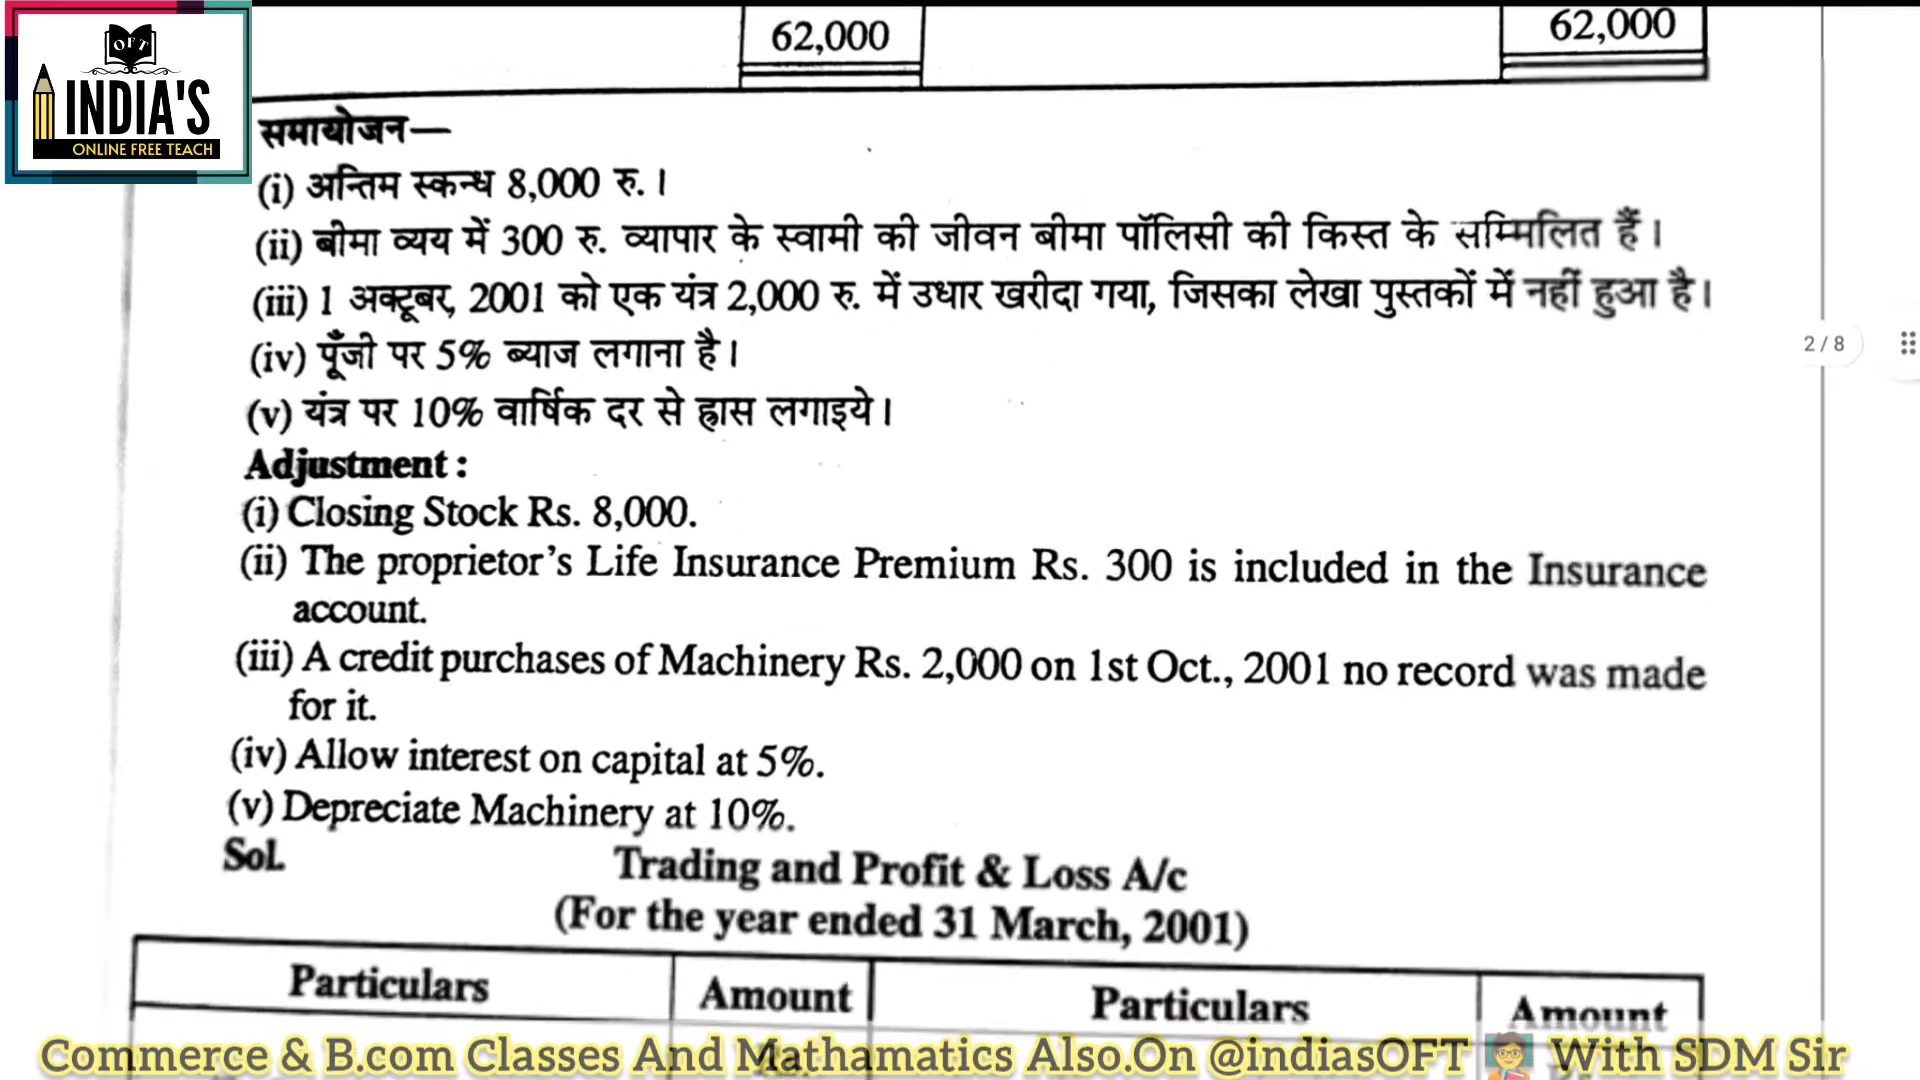 62,000 62,000
OFT
INDIA'S
ONLINE FREE TEACH
समायोजन—
(i) अन्तिम स्कन्ध 8,000 रु. ।
(ii) बीमा व्यय में 300 रु. व्यापार के स्वामी की जीवन बीमा पॉलिसी की किस्त के सम्मिलित हैं।
(iii) 1 अक्टूबर, 2001 को एक यंत्र 2,000 रु. में उधार खरीदा गया, जिसका लेखा पुस्तकों में नहीं हुआ है।
(iv) पूँजी पर 5% ब्याज लगाना है।
(v) यंत्र पर 10% वार्षिक दर से ह्रास लगाइये।
2 / 8
Adjustment :
(i) Closing Stock Rs. 8,000.
(ii) The proprietor’s Life Insurance Premium Rs. 300 is included in the Insurance
account.
(iii) A credit purchases of Machinery Rs. 2,000 on 1st Oct., 2001 no record was made
for it.
(iv) Allow interest on capital at 5%.
(v) Depreciate Machinery at 10%.
Sol. Trading and Profit & Loss A/c
(For the year ended 31 March, 2001)
Particulars Amount Particulars Amount
Commerce & B.com Classes And Mathamatics Also.On @indiasOFT With SDM Sir